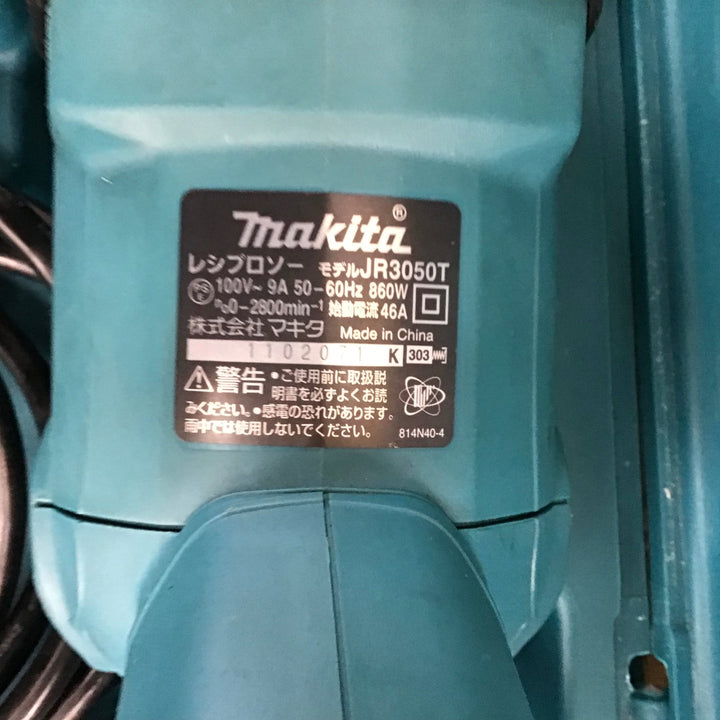 makita®
レシプロソー モデルJR3050T
100V～ 9A 50-60Hz 860W
n₀0-2800min⁻¹ 始動電流46A
株式会社 マキタ Made in China
1102071 K 303
警告 •ご使用前に取扱説
明書を必ずよくお読
みください。•感電の恐れがあります。
雨中では使用しないでください。
814N40-4